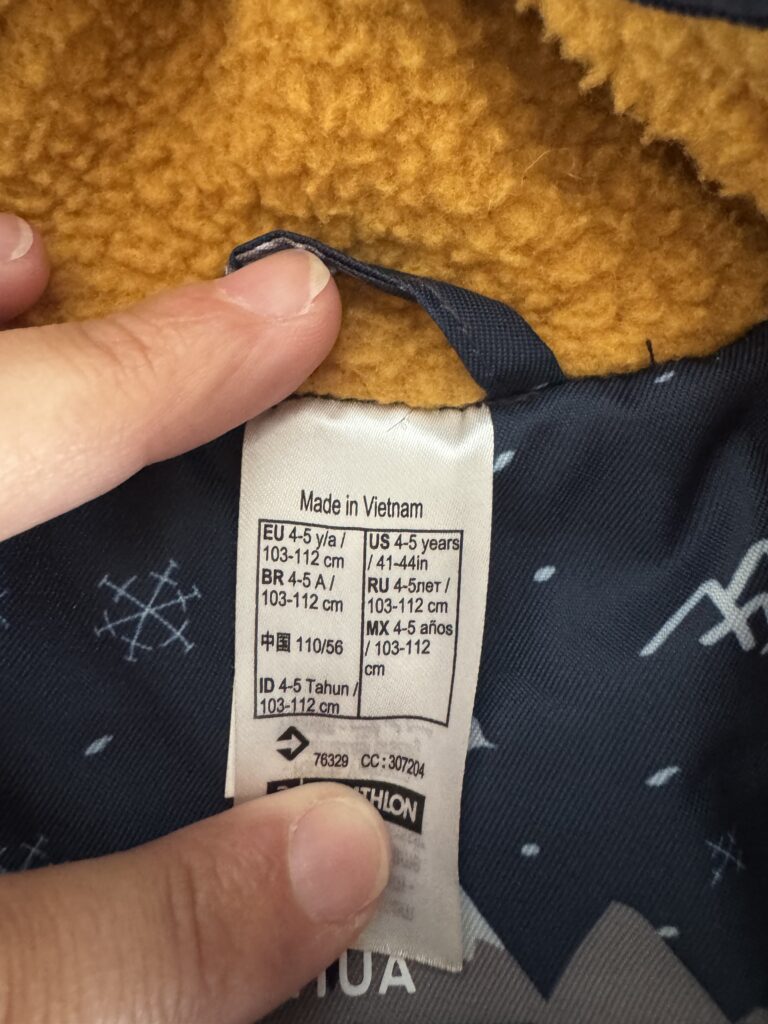 Made in Vietnam
EU 4-5 y/a /
103-112 cm
BR 4-5 A /
103-112 cm
中国 110/56
ID 4-5 Tahun /
103-112 cm
US 4-5 years
/ 41-44in
RU 4-5лет /
103-112 cm
MX 4-5 años
/ 103-112
cm
76329 CC : 307204